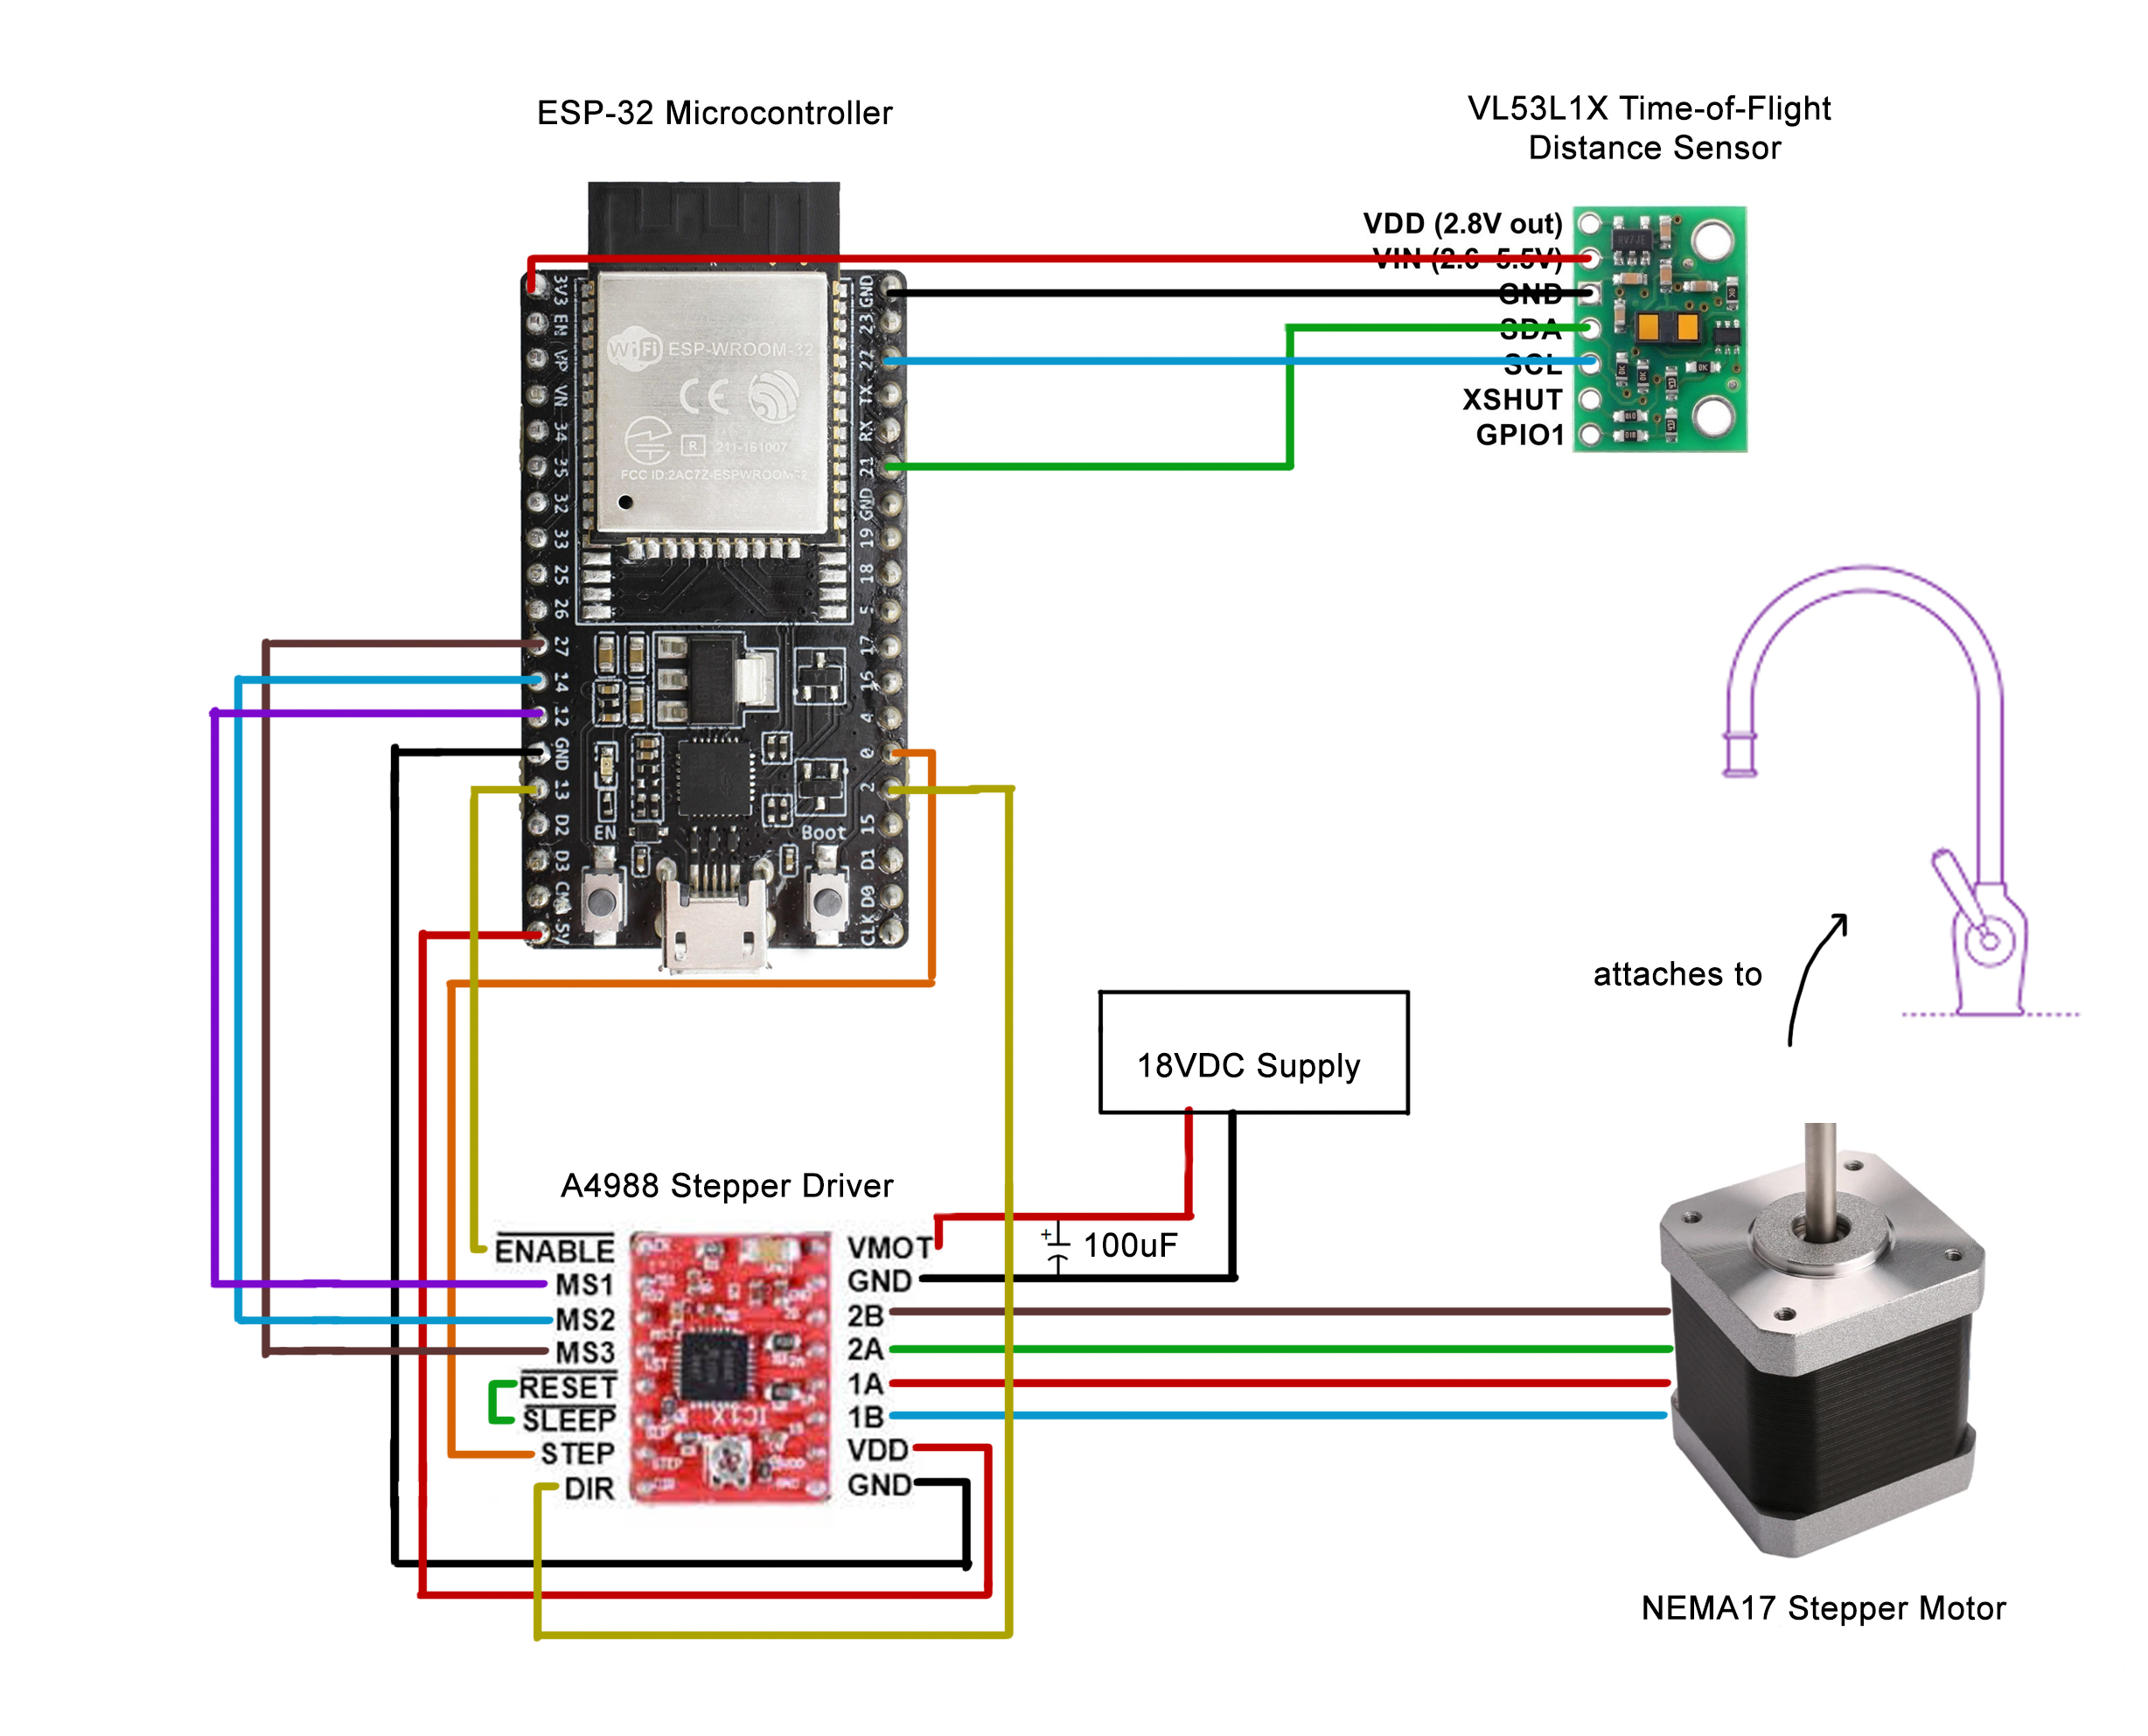 ESP-32 Microcontroller
VL53L1X Time-of-Flight
Distance Sensor
VDD (2.8V out)
VIN (2.6 5.5V)
GND
SDA
SCL
XSHUT
GPIO1
3V3
EN
VP
VN
34
35
32
33
25
26
27
14
12
GND
13
D2
D3
CMD
5V
WiFi ESP-WROOM-32
CE
R 211-161007
FCC ID:2AC7Z-ESPWROOM-32
EN
Boot
GND
23
22
TX
RX
21
GND
19
18
5
17
16
4
0
2
15
D1
D0
CLK
attaches to
18VDC Supply
A4988 Stepper Driver
ENABLE
MS1
MS2
MS3
RESET
SLEEP
STEP
DIR
VMOT
GND
2B
2A
1A
1B
VDD
GND
+
100uF
NEMA17 Stepper Motor